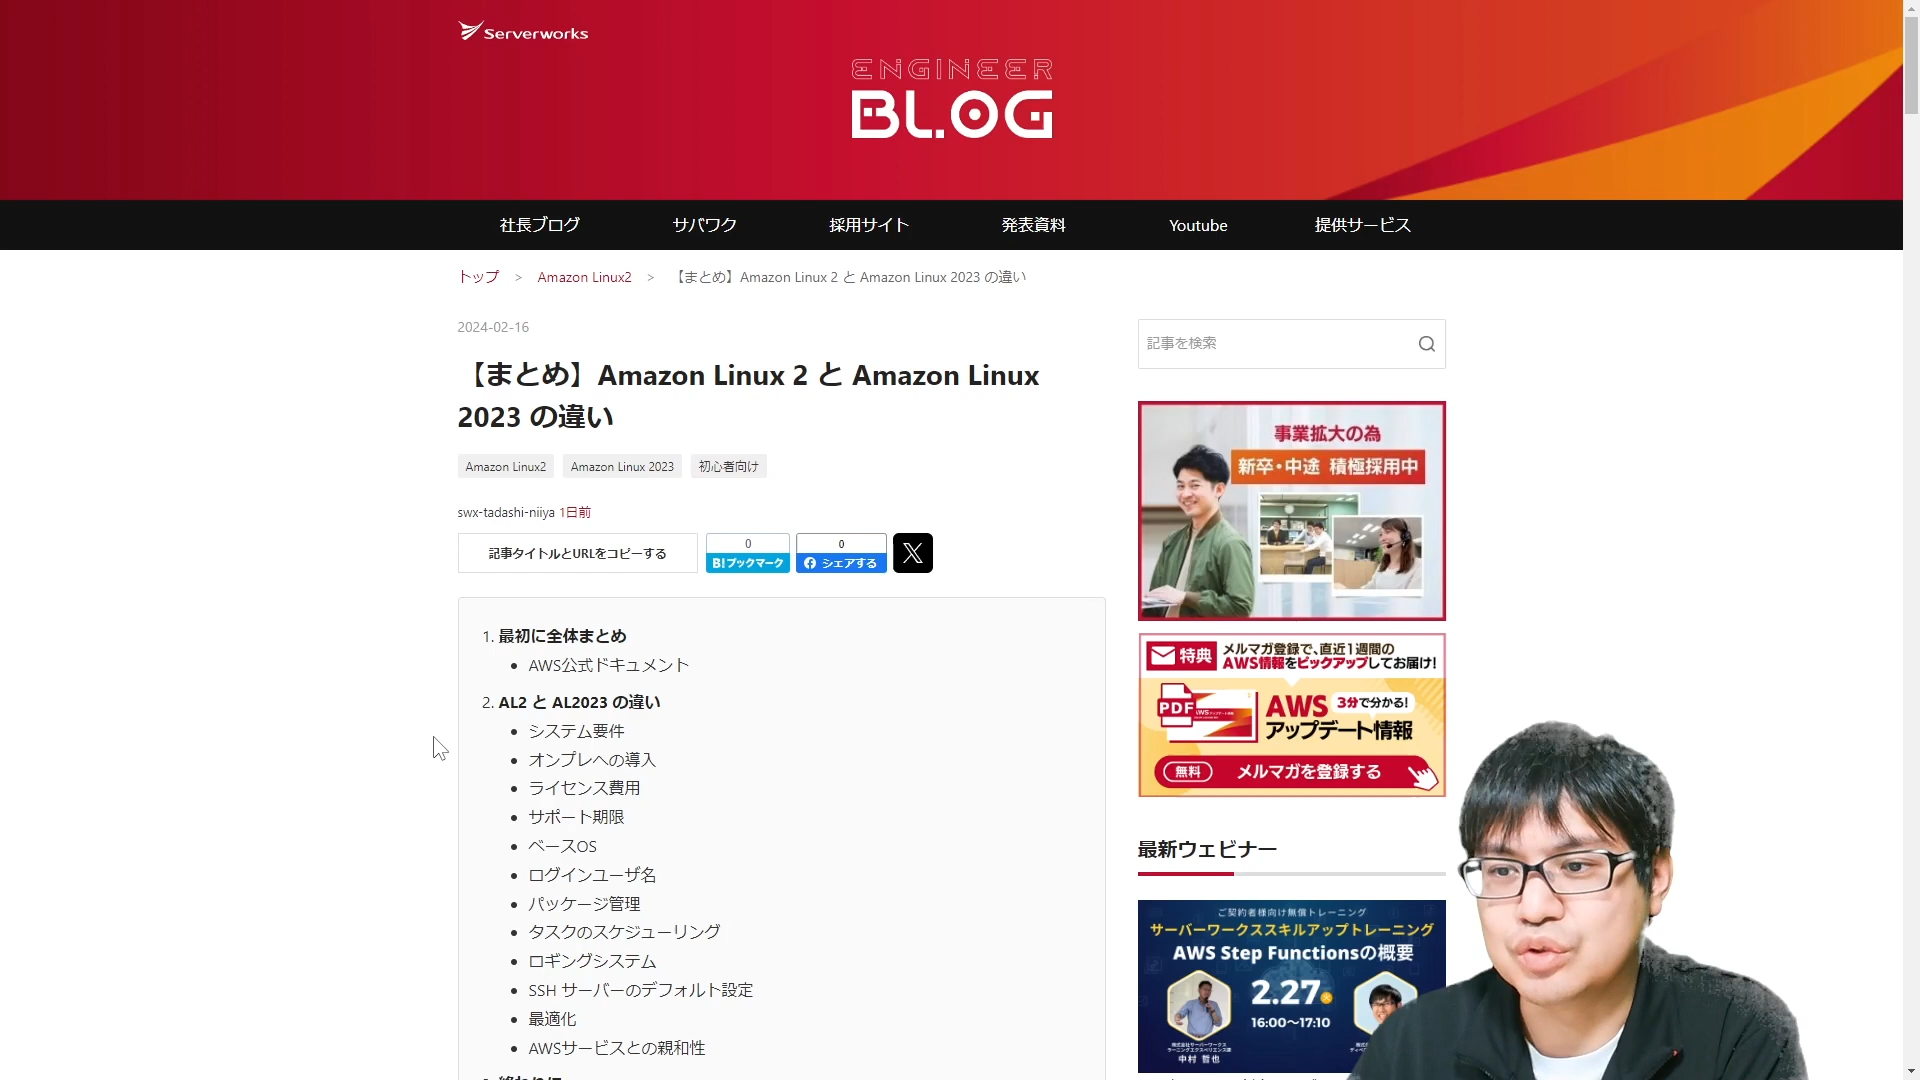 Serverworks
ENGINEER
BLOG
社長ブログ
サバワク
採用サイト
発表資料
Youtube
提供サービス
トップ > Amazon Linux2 > 【まとめ】Amazon Linux 2 と Amazon Linux 2023 の違い
2024-02-16
【まとめ】Amazon Linux 2 と Amazon Linux
2023 の違い
Amazon Linux2
Amazon Linux 2023
初心者向け
swx-tadashi-niiya 1日前
記事タイトルとURLをコピーする
0
B!ブックマーク
0
シェアする
1. 最初に全体まとめ
AWS公式ドキュメント
2. AL2 と AL2023 の違い
システム要件
オンプレへの導入
ライセンス費用
サポート期限
ベースOS
ログインユーザ名
パッケージ管理
タスクのスケジューリング
ロギングシステム
SSH サーバーのデフォルト設定
最適化
AWSサービスとの親和性
記事を検索
事業拡大の為
新卒・中途 積極採用中
特典
メルマガ登録で、直近1週間の
AWS情報をピックアップしてお届け!
PDF
AWS 3分で分かる!
アップデート情報
無料
メルマガを登録する
最新ウェビナー
ご契約者様向け無償トレーニング
サーバーワークススキルアップトレーニング
AWS Step Functionsの概要
2.27
16:00〜17:10
中村 哲也